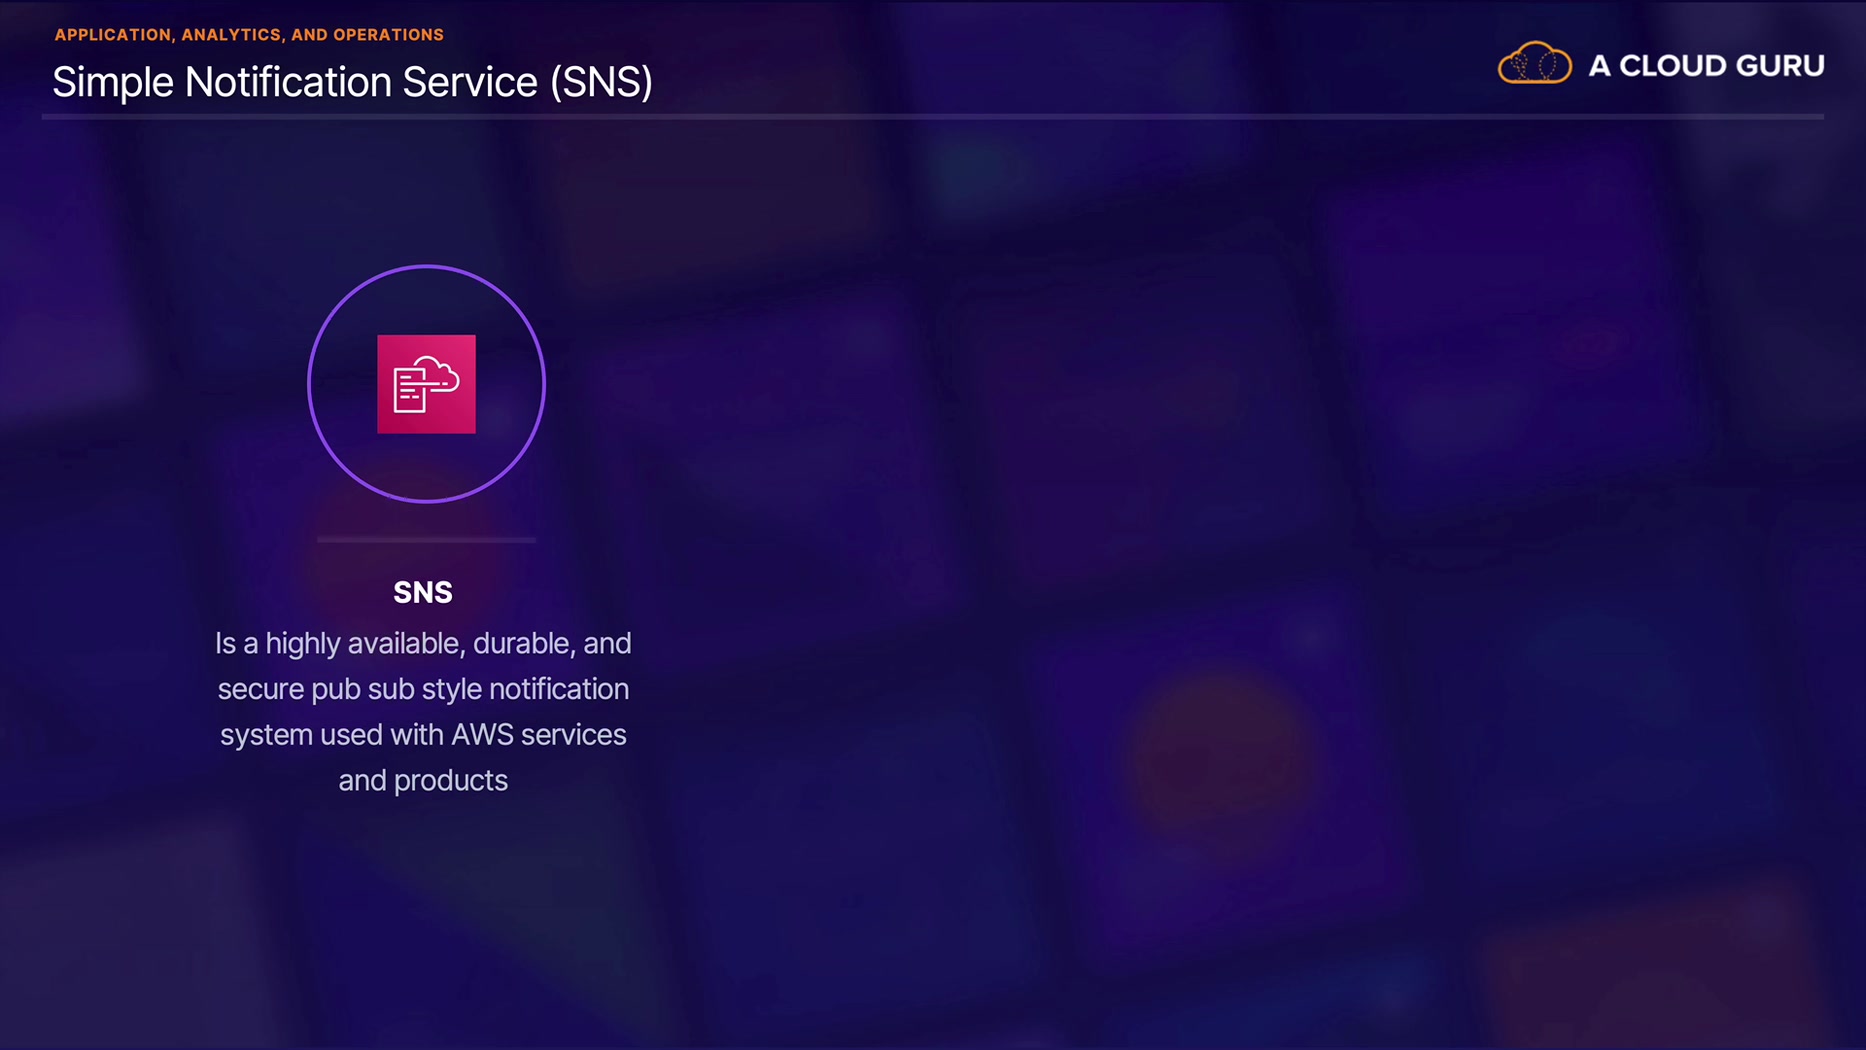 APPLICATION, ANALYTICS, AND OPERATIONS
Simple Notification Service (SNS)
A CLOUD GURU
SNS
Is a highly available, durable, and
secure pub sub style notification
system used with AWS services
and products